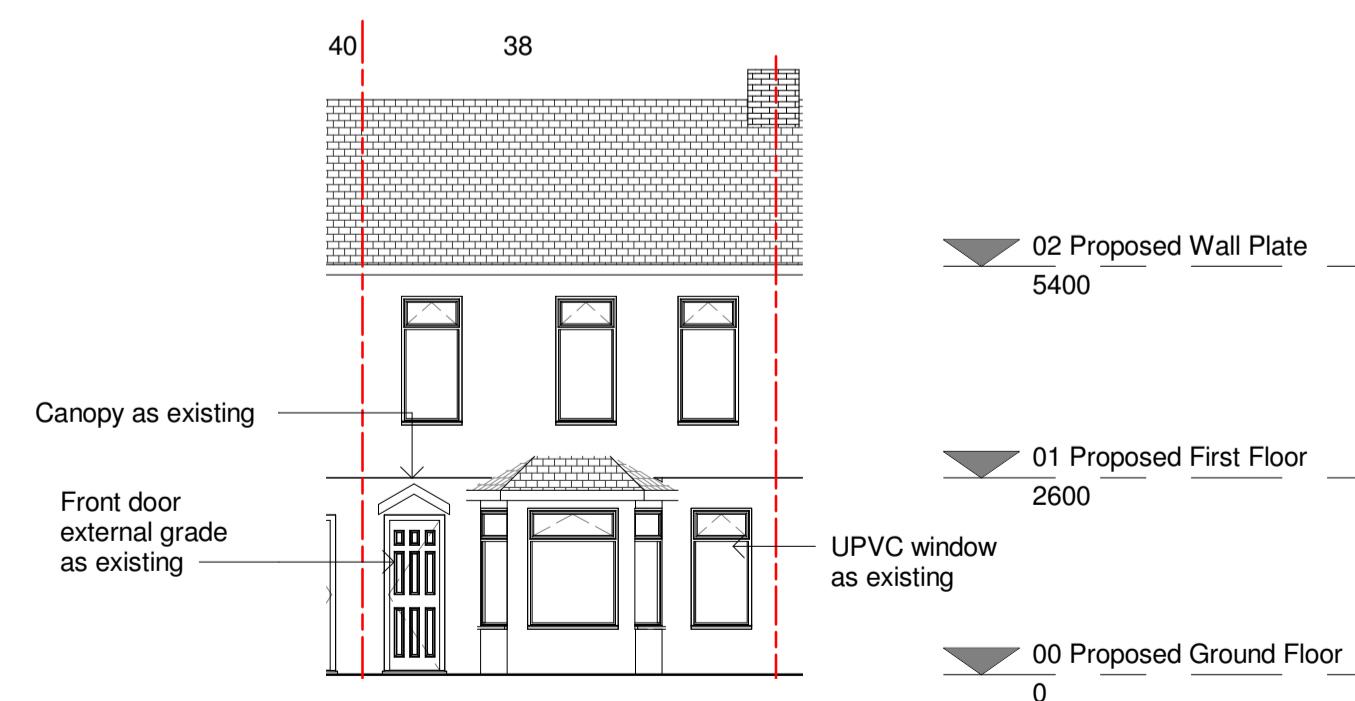 40
38
02 Proposed Wall Plate
5400
Canopy as existing
01 Proposed First Floor
2600
Front door
external grade
as existing
UPVC window
as existing
00 Proposed Ground Floor
0